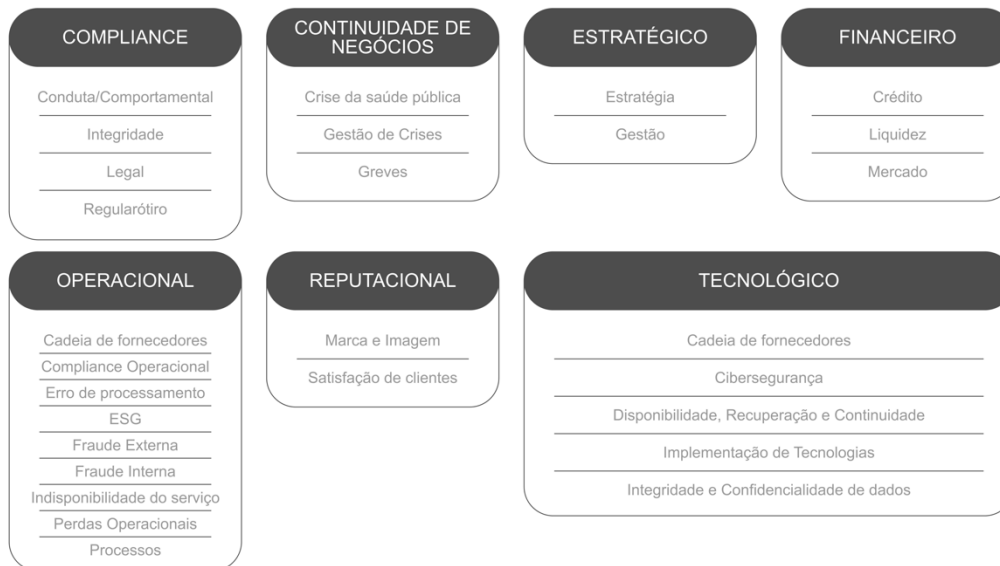 COMPLIANCE
Conduta/Comportamental
Integridade
Legal
Regularótiro
CONTINUIDADE DE
NEGÓCIOS
Crise da saúde pública
Gestão de Crises
Greves
ESTRATÉGICO
Estratégia
Gestão
FINANCEIRO
Crédito
Liquidez
Mercado
OPERACIONAL
Cadeia de fornecedores
Compliance Operacional
Erro de processamento
ESG
Fraude Externa
Fraude Interna
Indisponibilidade do serviço
Perdas Operacionais
Processos
REPUTACIONAL
Marca e Imagem
Satisfação de clientes
TECNOLÓGICO
Cadeia de fornecedores
Cibersegurança
Disponibilidade, Recuperação e Continuidade
Implementação de Tecnologias
Integridade e Confidencialidade de dados